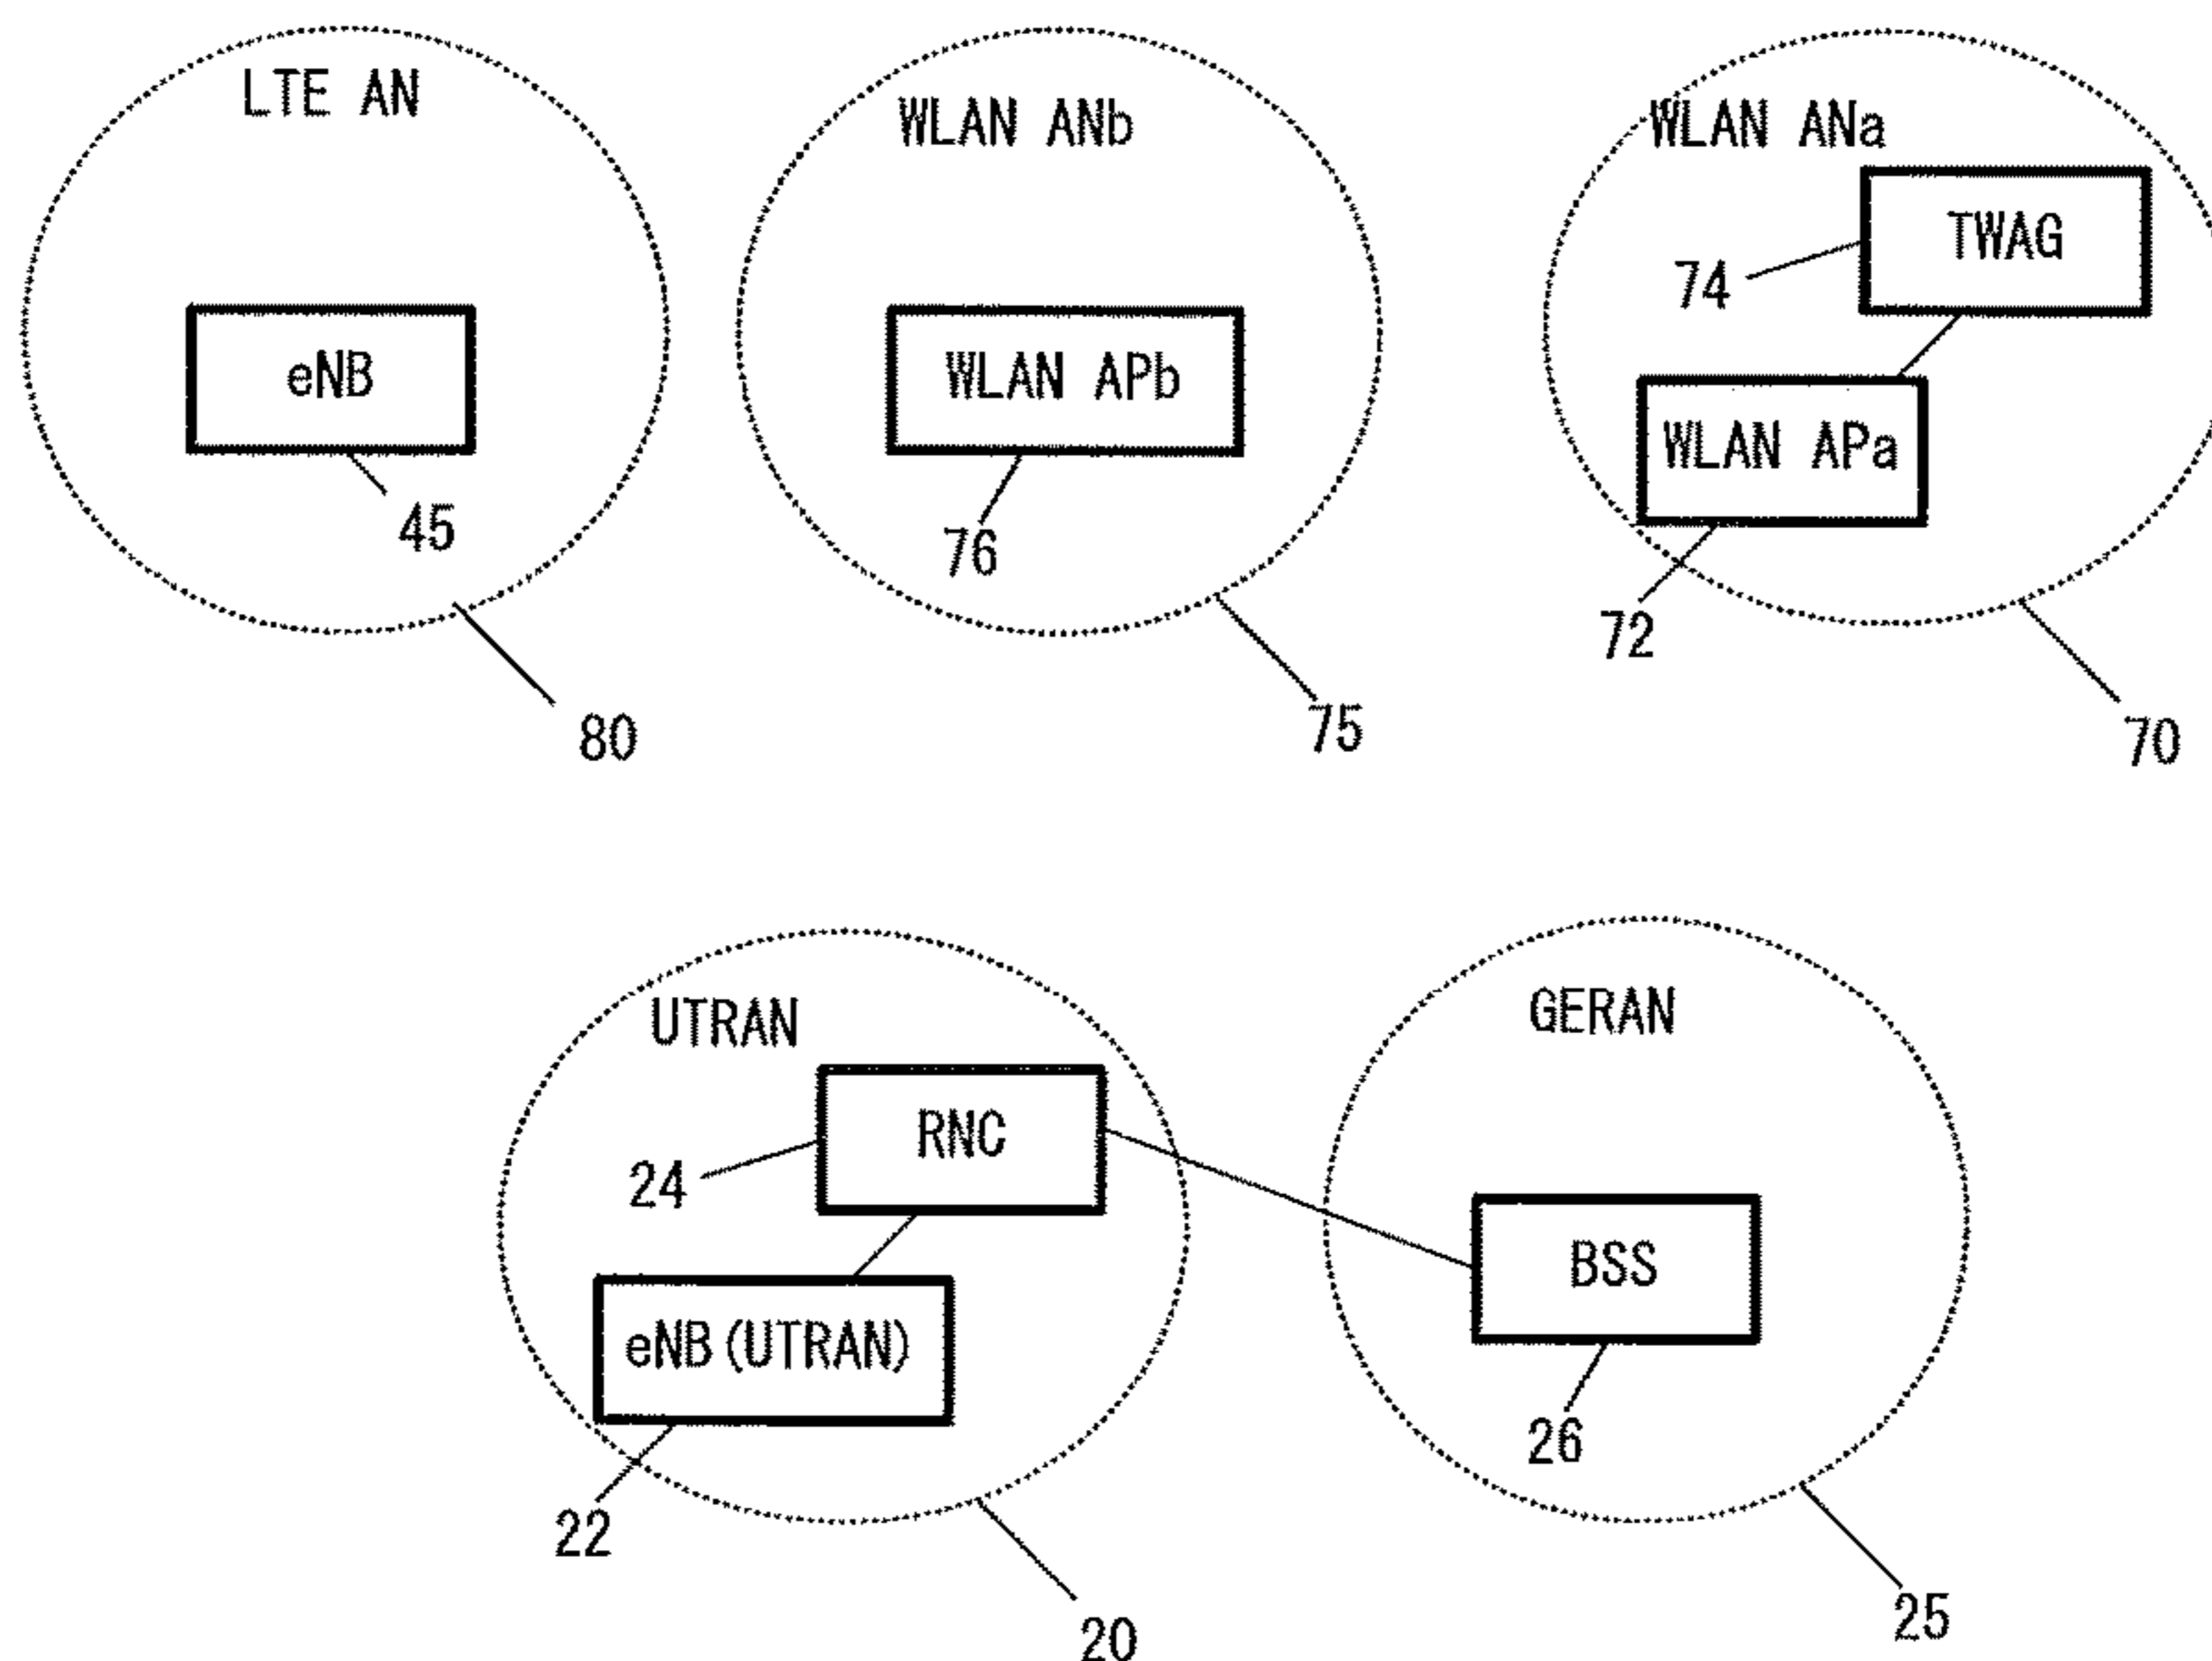 LTE AN
eNB
45
80
WLAN ANb
WLAN APb
76
75
WLAN ANa
TWAG
74
WLAN APa
72
70
UTRAN
RNC
24
eNB(UTRAN)
22
20
GERAN
BSS
26
25